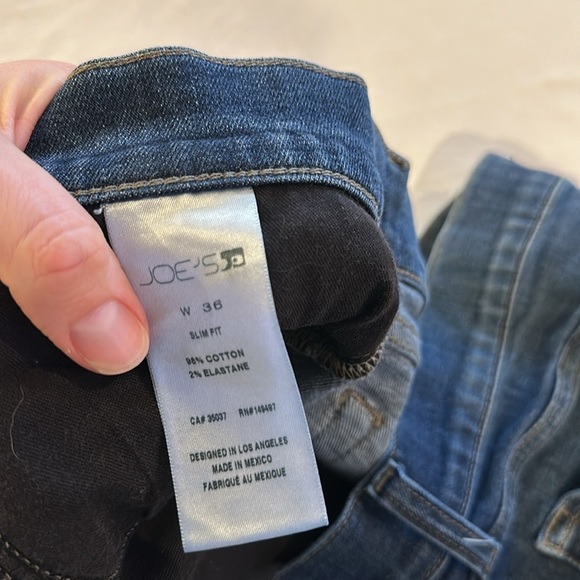 JOE'S
W 36
SLIM FIT
98% COTTON
2% ELASTANE
CA# 35037 RN#149497
DESIGNED IN LOS ANGELES
MADE IN MEXICO
FABRIQUÉ AU MEXIQUE